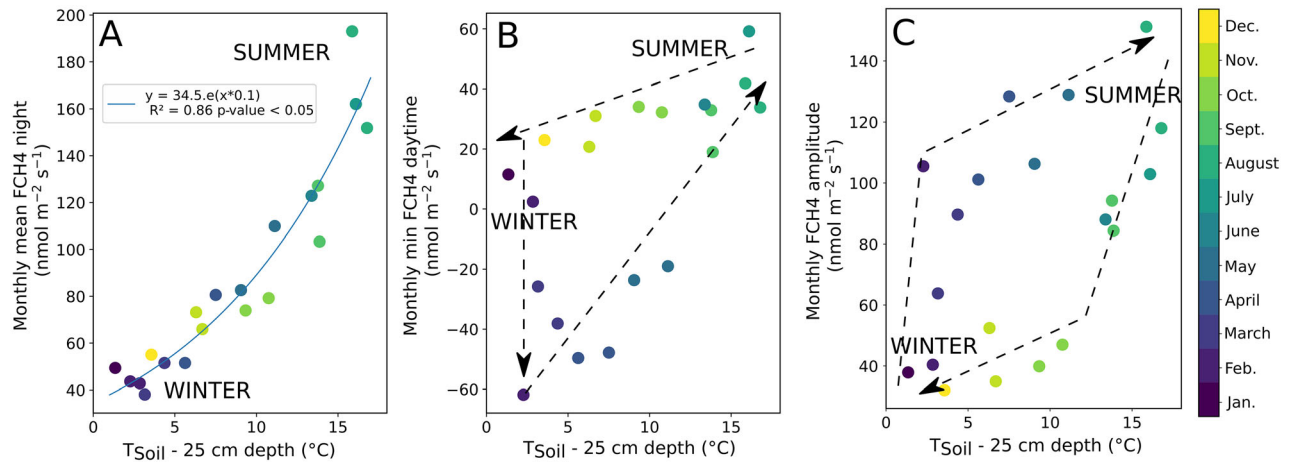 A
SUMMER
y = 34.5.e(x*0.1)
R² = 0.86 p-value < 0.05
WINTER
200
180
160
140
120
100
80
60
40
0
5
10
15
Monthly mean FCH4 night
(nmol m⁻² s⁻¹)
TSoil - 25 cm depth (°C)
B
SUMMER
WINTER
60
40
20
0
−20
−40
−60
0
5
10
15
Monthly min FCH4 daytime
(nmol m⁻² s⁻¹)
TSoil - 25 cm depth (°C)
C
SUMMER
WINTER
140
120
100
80
60
40
0
5
10
15
Monthly FCH4 amplitude
(nmol m⁻² s⁻¹)
TSoil - 25 cm depth (°C)
Dec.
Nov.
Oct.
Sept.
August
July
June
May
April
March
Feb.
Jan.